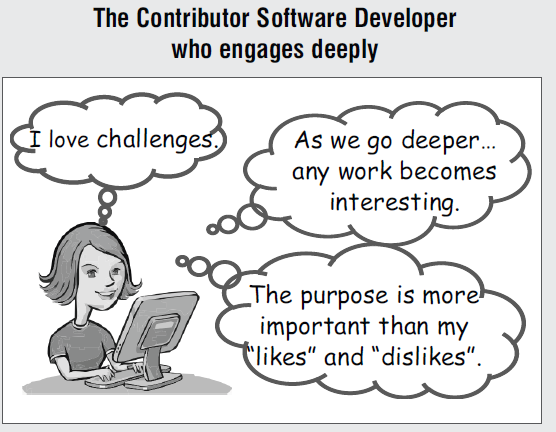 The Contributor Software Developer
who engages deeply
I love challenges.
As we go deeper...
any work becomes
interesting.
The purpose is more
important than my
“likes” and “dislikes”.